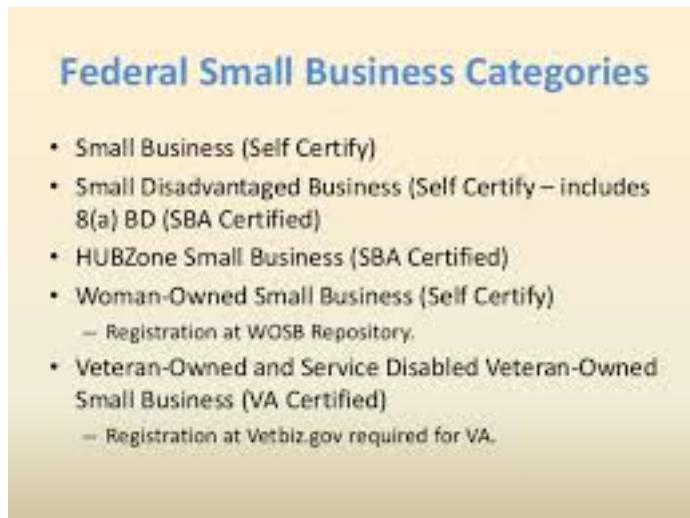 Federal Small Business Categories
• Small Business (Self Certify)
• Small Disadvantaged Business (Self Certify – includes
8(a) BD (SBA Certified)
• HUBZone Small Business (SBA Certified)
• Woman-Owned Small Business (Self Certify)
– Registration at WOSB Repository.
• Veteran-Owned and Service Disabled Veteran-Owned
Small Business (VA Certified)
– Registration at Vetbiz.gov required for VA.